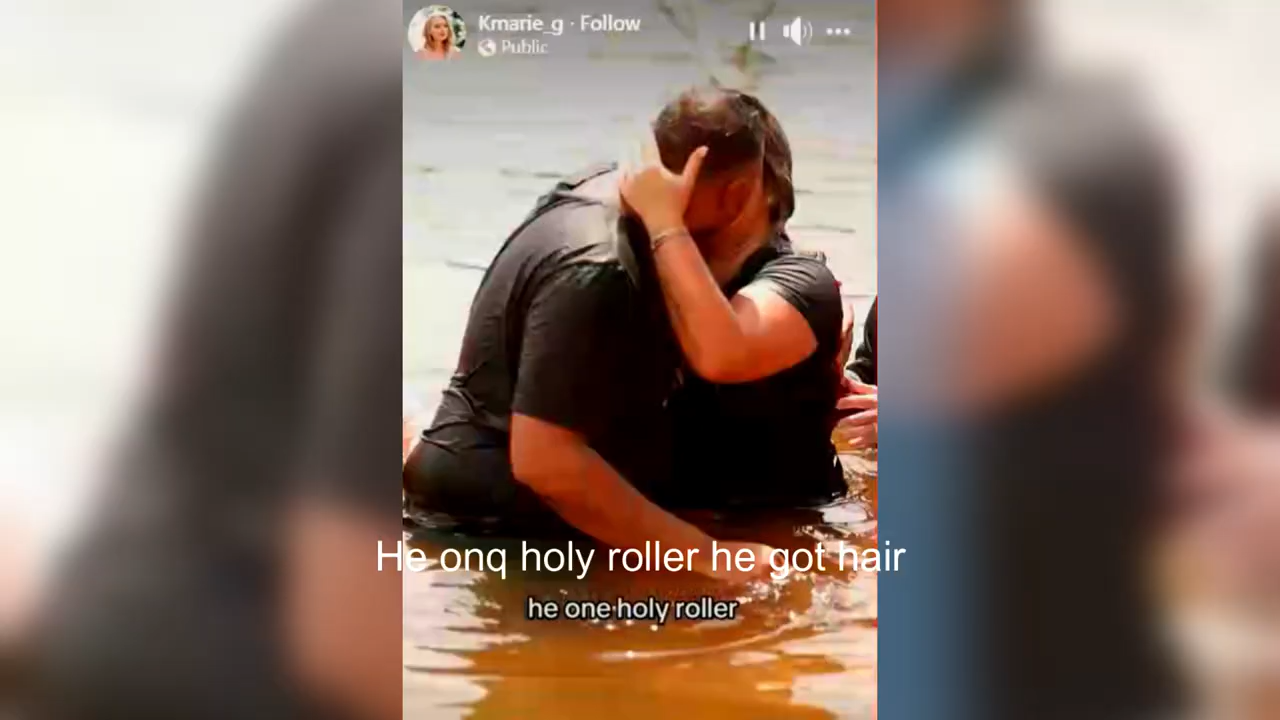 Kmarie_g · Follow
Public
He onq holy roller he got hair
he one holy roller